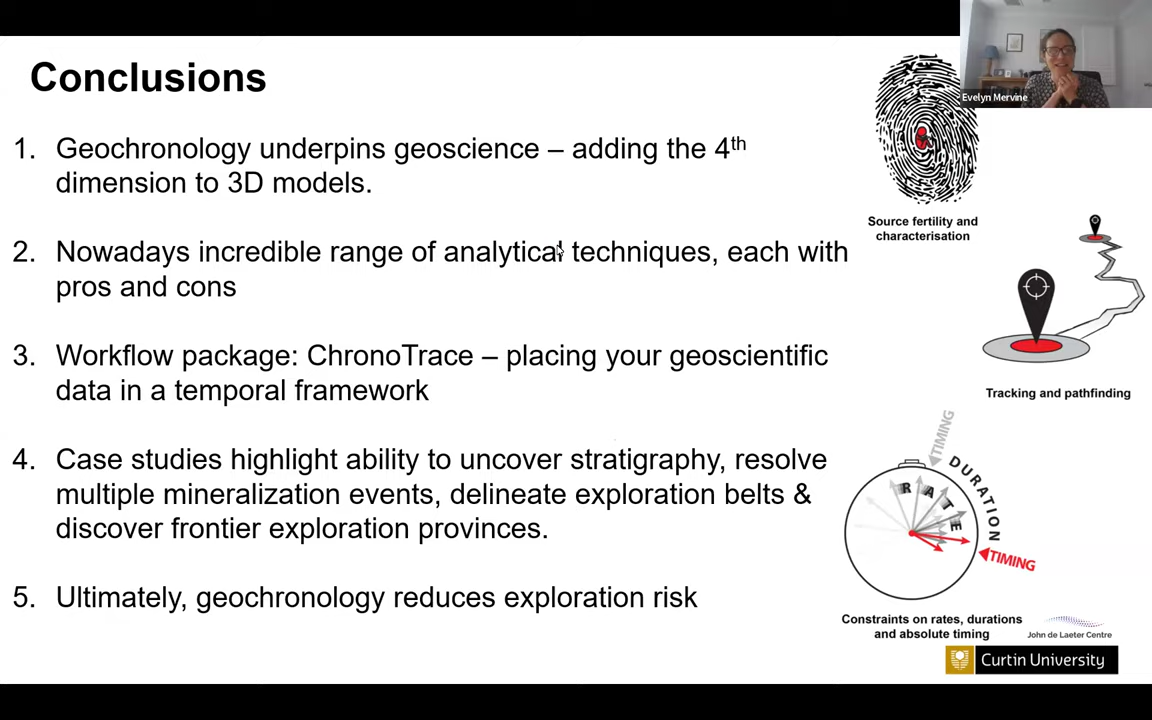 Conclusions
Evelyn Mervine
1. Geochronology underpins geoscience – adding the 4th
dimension to 3D models.
2. Nowadays incredible range of analytical techniques, each with
pros and cons
3. Workflow package: ChronoTrace – placing your geoscientific
data in a temporal framework
4. Case studies highlight ability to uncover stratigraphy, resolve
multiple mineralization events, delineate exploration belts &
discover frontier exploration provinces.
5. Ultimately, geochronology reduces exploration risk
Source fertility and
characterisation
Tracking and pathfinding
TIMING
DURATION
RATE
TIMING
Constraints on rates, durations
and absolute timing
John de Laeter Centre
Curtin University